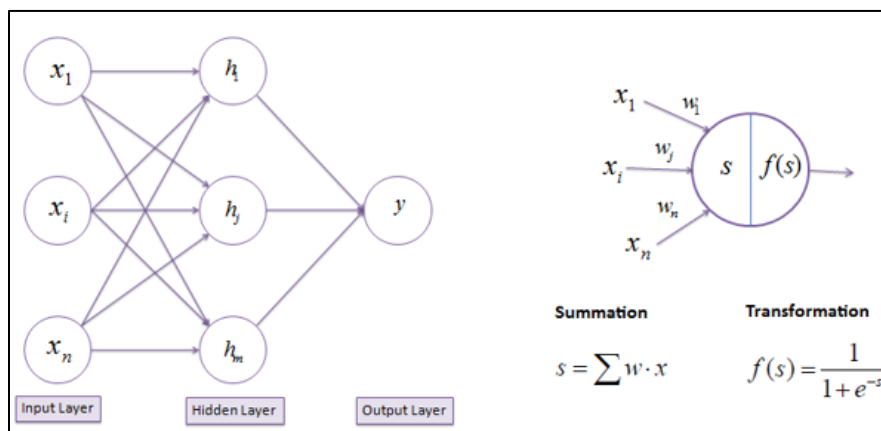 x₁
h₁
xᵢ
hⱼ
y
xₙ
hₘ
Input Layer
Hidden Layer
Output Layer
x₁
w₁
xᵢ
wⱼ
s
f(s)
xₙ
wₙ
Summation
Transformation
s = ∑ w · x
f(s) = 1 / 1 + e⁻ˢ